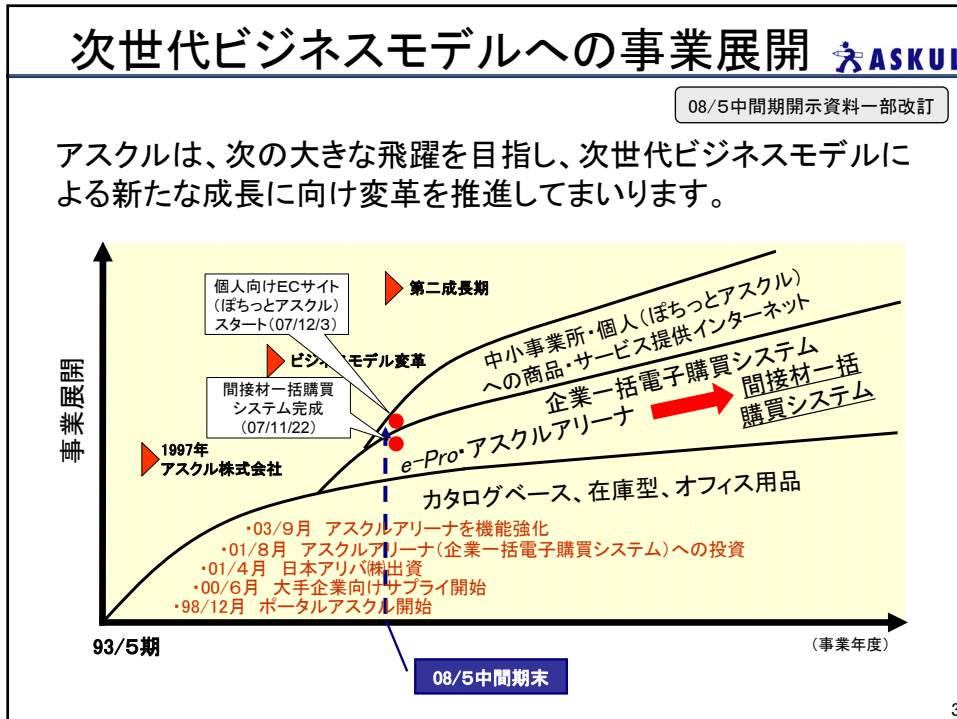 次世代ビジネスモデルへの事業展開
ASKUL
08/5中間期開示資料一部改訂
アスクルは、次の大きな飛躍を目指し、次世代ビジネスモデルに
よる新たな成長に向け変革を推進してまいります。
事業展開
個人向けECサイト
(ぽちっとアスクル)
スタート(07/12/3)
第二成長期
ビジネスモデル変革
間接材一括購買
システム完成
(07/11/22)
1997年
アスクル株式会社
中小事業所・個人(ぽちっとアスクル)
への商品・サービス提供インターネット
企業一括電子購買システム
e-Pro・アスクルアリーナ
間接材一括
購買システム
カタログベース、在庫型、オフィス用品
・03/9月 アスクルアリーナを機能強化
・01/8月 アスクルアリーナ(企業一括電子購買システム)への投資
・01/4月 日本アリバ㈱出資
・00/6月 大手企業向けサプライ開始
・98/12月 ポータルアスクル開始
93/5期
(事業年度)
08/5中間期末
3